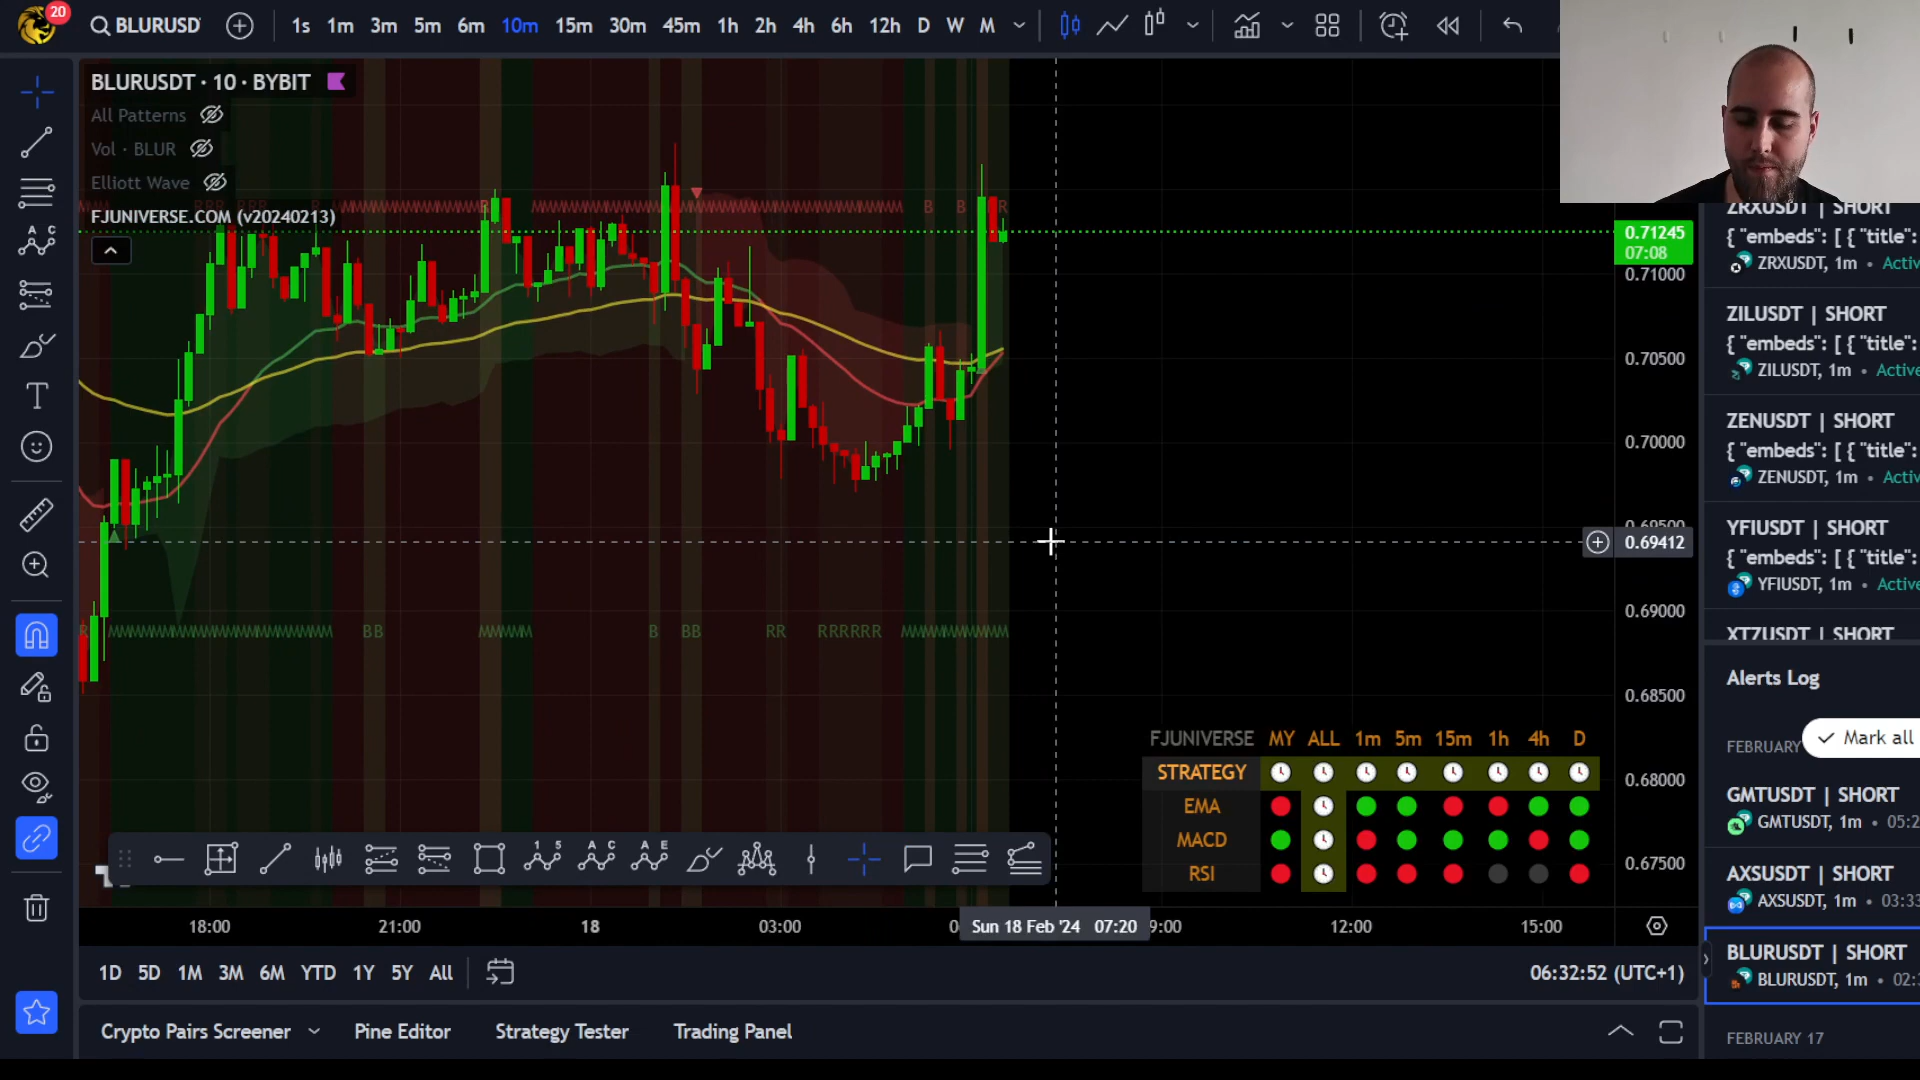 20
BLURUSD
1s 1m 3m 5m 6m 10m 15m 30m 45m 1h 2h 4h 6h 12h D W M
BLURUSDT · 10 · BYBIT
All Patterns
Vol · BLUR
Elliott Wave
FJUNIVERSE.COM (v20240213)
0.71245
07:08
0.71000
0.70500
0.70000
0.69412
0.69000
0.68500
0.68000
0.67500
FJUNIVERSE MY ALL 1m 5m 15m 1h 4h D
STRATEGY
EMA
MACD
RSI
18:00 21:00 18 03:00 Sun 18 Feb '24 07:20 9:00 12:00 15:00
1D 5D 1M 3M 6M YTD 1Y 5Y All
06:32:52 (UTC+1)
Crypto Pairs Screener Pine Editor Strategy Tester Trading Panel
ZRXUSDT | SHORT
{ "embeds": [ { "title":
ZRXUSDT, 1m • Acti
ZILUSDT | SHORT
{ "embeds": [ { "title":
ZILUSDT, 1m • Active
ZENUSDT | SHORT
{ "embeds": [ { "title":
ZENUSDT, 1m • Activ
YFIUSDT | SHORT
{ "embeds": [ { "title":
YFIUSDT, 1m • Active
XTZUSDT | SHORT
Alerts Log
FEBRUARY
Mark all
GMTUSDT | SHORT
GMTUSDT, 1m • 05:2
AXSUSDT | SHORT
AXSUSDT, 1m • 03:33
BLURUSDT | SHORT
BLURUSDT, 1m • 02:
FEBRUARY 17